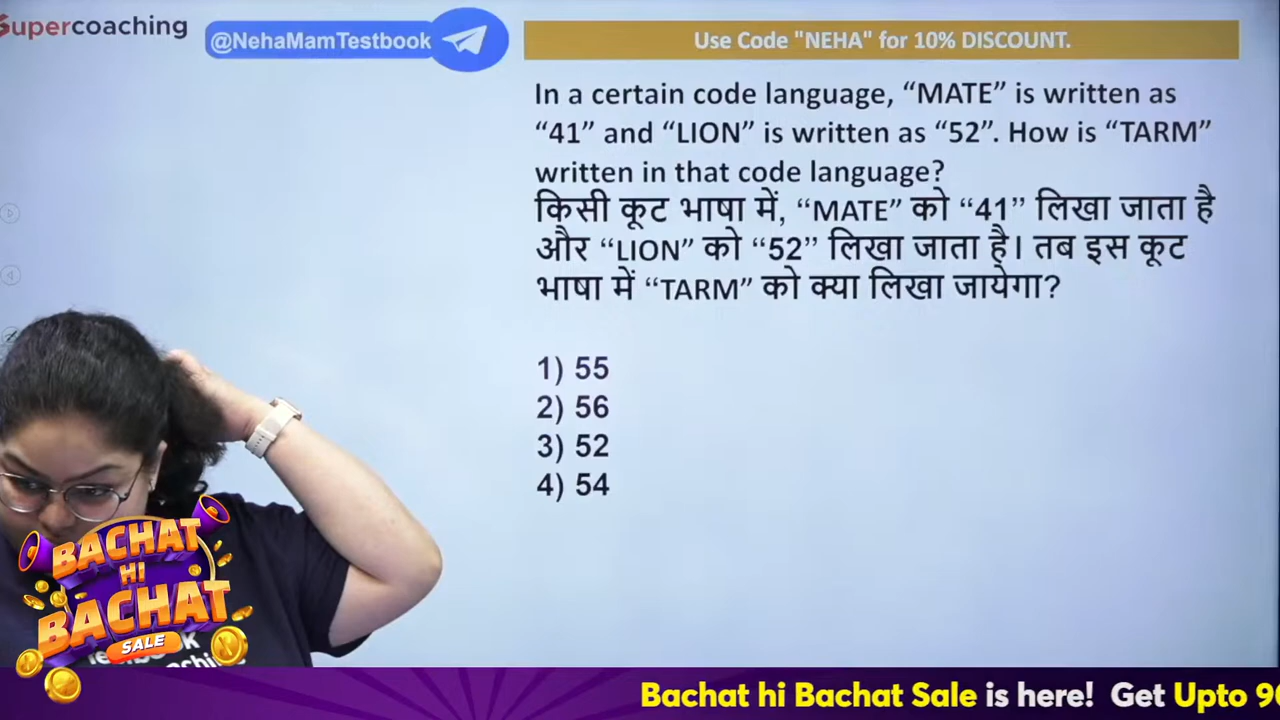 Supercoaching
@NehaMamTestbook
Use Code "NEHA" for 10% DISCOUNT.
In a certain code language, “MATE” is written as
“41” and “LION” is written as “52”. How is “TARM”
written in that code language?
किसी कूट भाषा में, “MATE” को “41” लिखा जाता है
और “LION” को “52” लिखा जाता है। तब इस कूट
भाषा में “TARM” को क्या लिखा जायेगा?
1) 55
2) 56
3) 52
4) 54
BACHAT
HI
BACHAT
SALE
Bachat hi Bachat Sale is here! Get Upto